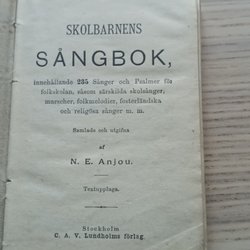 SKOLBARNENS
SÅNGBOK,
innehållande 235 Sånger och Psalmer för
folkskolan, såsom särskilda skolsånger,
marscher, folkmelodier, fosterländska
och religiösa sånger m. m.
Samlade och utgifna
af
N. E. Anjou.
Textupplaga.
Stockholm
C. A. V. Lundholms förlag.